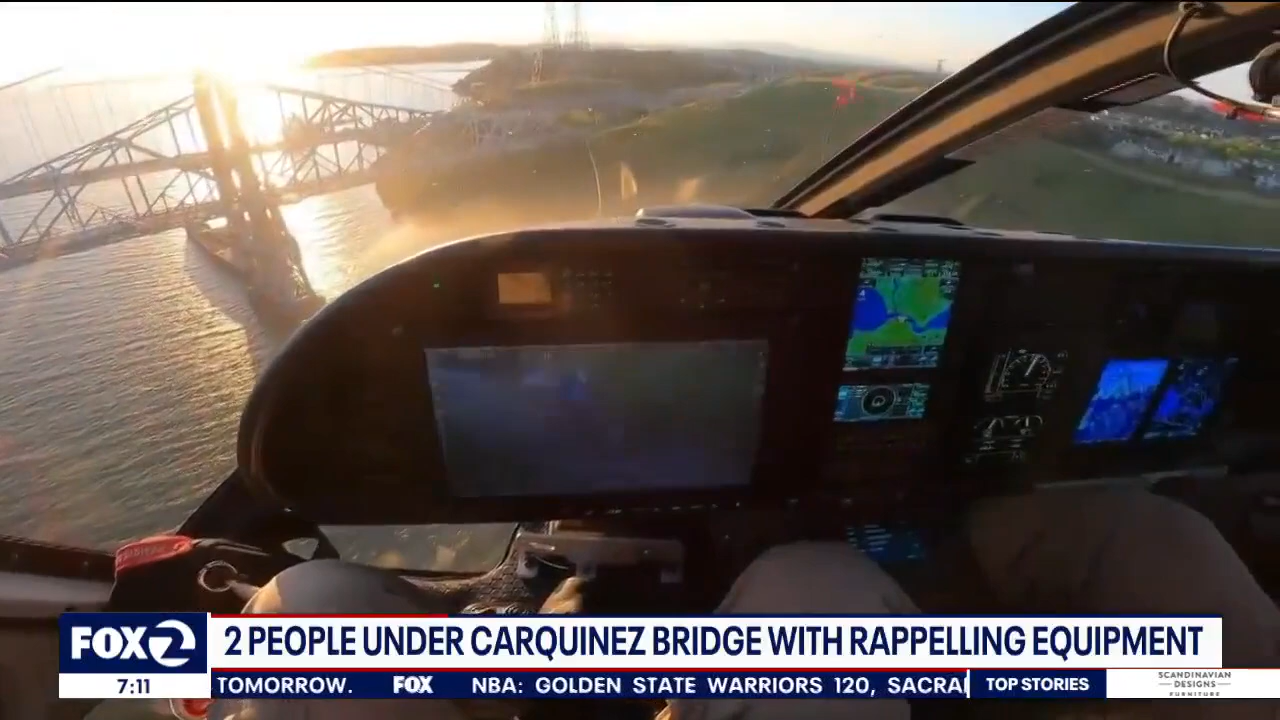 FOX 2
2 PEOPLE UNDER CARQUINEZ BRIDGE WITH RAPPELLING EQUIPMENT
7:11
TOMORROW. FOX NBA: GOLDEN STATE WARRIORS 120, SACRA
TOP STORIES
SCANDINAVIAN
DESIGNS
FURNITURE